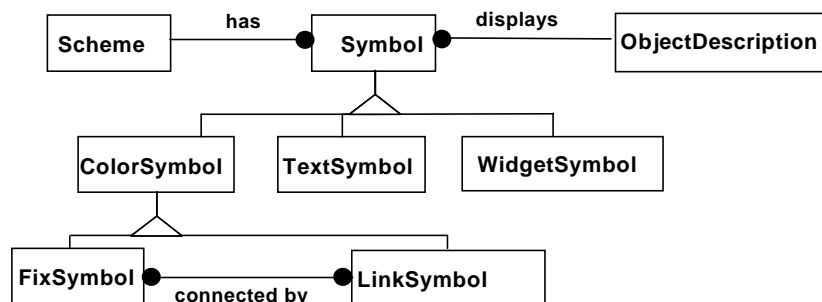 has
displays
Scheme
Symbol
ObjectDescription
ColorSymbol
TextSymbol
WidgetSymbol
FixSymbol
LinkSymbol
connected by